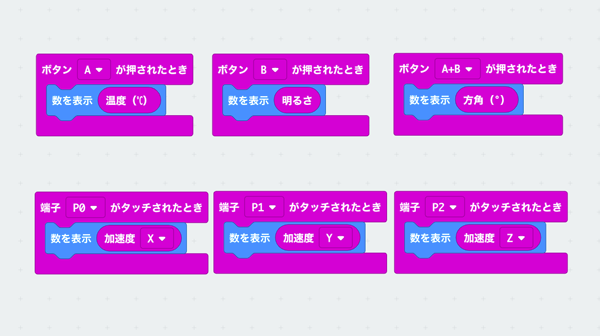 ボタン A が押されたとき
数を表示 温度(℃)
ボタン B が押されたとき
数を表示 明るさ
ボタン A+B が押されたとき
数を表示 方角(°)
端子 P0 がタッチされたとき
数を表示 加速度 X
端子 P1 がタッチされたとき
数を表示 加速度 Y
端子 P2 がタッチされたとき
数を表示 加速度 Z